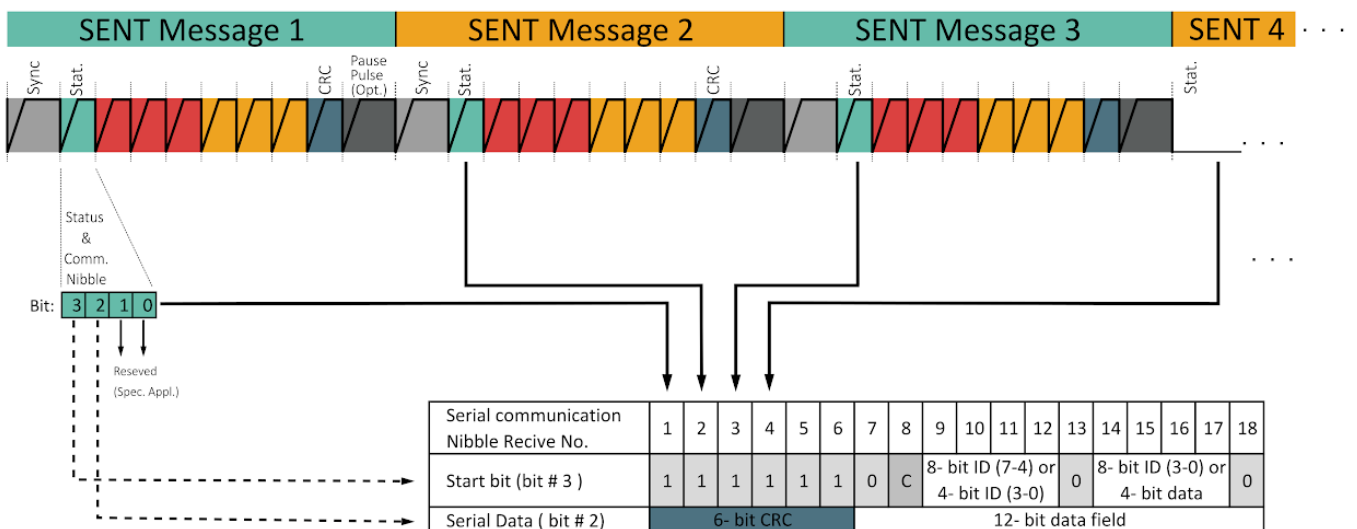 SENT Message 1 SENT Message 2 SENT Message 3 SENT 4 . . .
Sync Stat. CRC Pause Pulse (Opt.) Sync Stat. CRC Stat. Stat.
. . .
Status
&
Comm.
Nibble
. . .
Bit: 3 2 1 0
Reseved
(Spec. Appl.)
Serial communication
Nibble Recive No. 1 2 3 4 5 6 7 8 9 10 11 12 13 14 15 16 17 18
Start bit (bit # 3 ) 1 1 1 1 1 1 0 C 8- bit ID (7-4) or 0 8- bit ID (3-0) or 0
4- bit ID (3-0) 4- bit data
Serial Data ( bit # 2) 6- bit CRC 12- bit data field